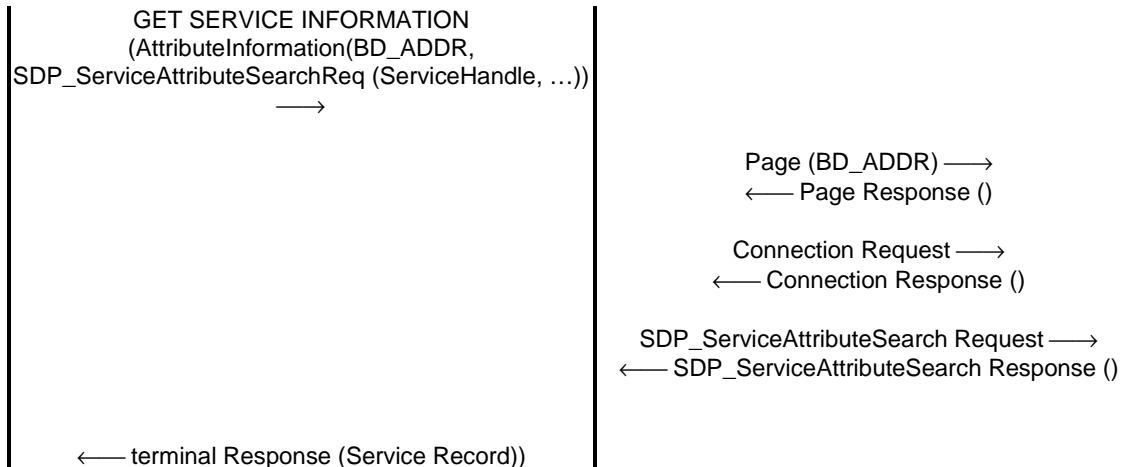 GET SERVICE INFORMATION
(AttributeInformation(BD_ADDR,
SDP_ServiceAttributeSearchReq (ServiceHandle, …))
⟶
Page (BD_ADDR) ⟶
⟵ Page Response ()
Connection Request ⟶
⟵ Connection Response ()
SDP_ServiceAttributeSearch Request ⟶
⟵ SDP_ServiceAttributeSearch Response ()
⟵ terminal Response (Service Record))